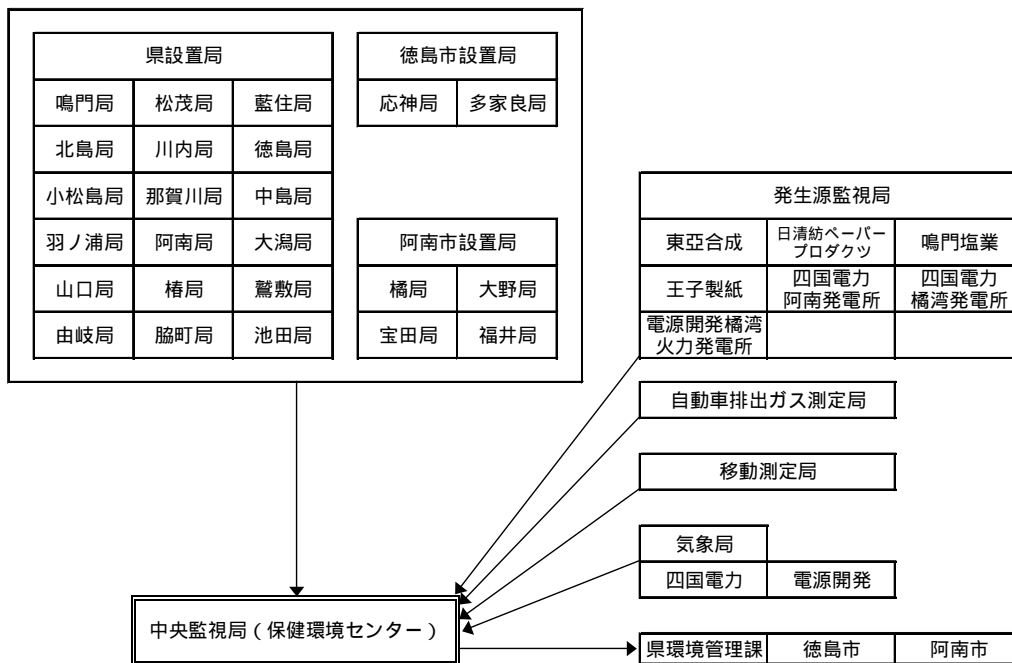 県設置局
鳴門局 松茂局 藍住局
北島局 川内局 徳島局
小松島局 那賀川局 中島局
羽ノ浦局 阿南局 大潟局
山口局 椿局 鷲敷局
由岐局 脇町局 池田局
徳島市設置局
応神局 多家良局
阿南市設置局
橘局 大野局
宝田局 福井局
発生源監視局
東亞合成 日清紡ペーパー
プロダクツ 鳴門塩業
王子製紙 四国電力
阿南発電所 四国電力
橘湾発電所
電源開発橘湾
火力発電所
自動車排出ガス測定局
移動測定局
気象局
四国電力 電源開発
中央監視局（保健環境センター）
県環境管理課 徳島市 阿南市